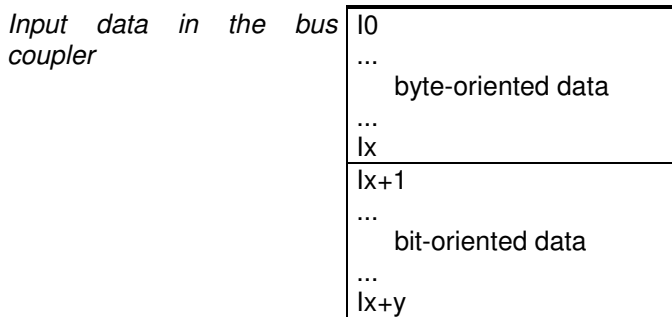 Input data in the bus
coupler
I0
...
byte-oriented data
...
Ix
Ix+1
...
bit-oriented data
...
Ix+y